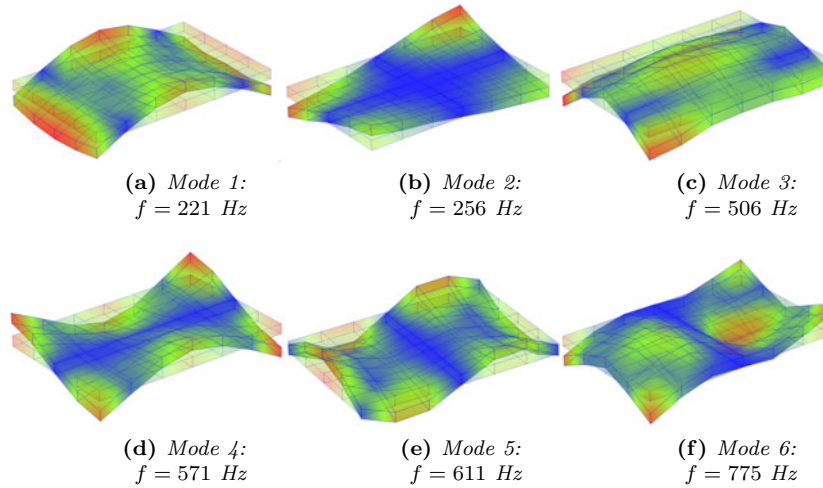 (a) Mode 1:
f = 221 Hz
(b) Mode 2:
f = 256 Hz
(c) Mode 3:
f = 506 Hz
(d) Mode 4:
f = 571 Hz
(e) Mode 5:
f = 611 Hz
(f) Mode 6:
f = 775 Hz